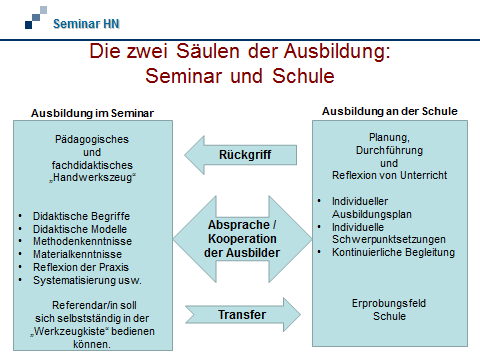 Seminar HN
Die zwei Säulen der Ausbildung:
Seminar und Schule
Ausbildung im Seminar
Pädagogisches
und
fachdidaktisches
„Handwerkszeug“
• Didaktische Begriffe
• Didaktische Modelle
• Methodenkenntnisse
• Materialkenntnisse
• Reflexion der Praxis
• Systematisierung usw.
Referendar/in soll
sich selbstständig in der
„Werkzeugkiste“ bedienen
können.
Rückgriff
Absprache /
Kooperation
der Ausbilder
Transfer
Ausbildung an der Schule
Planung,
Durchführung
und
Reflexion von Unterricht
• Individueller
Ausbildungsplan
• Individuelle
Schwerpunktsetzungen
• Kontinuierliche Begleitung
Erprobungsfeld
Schule